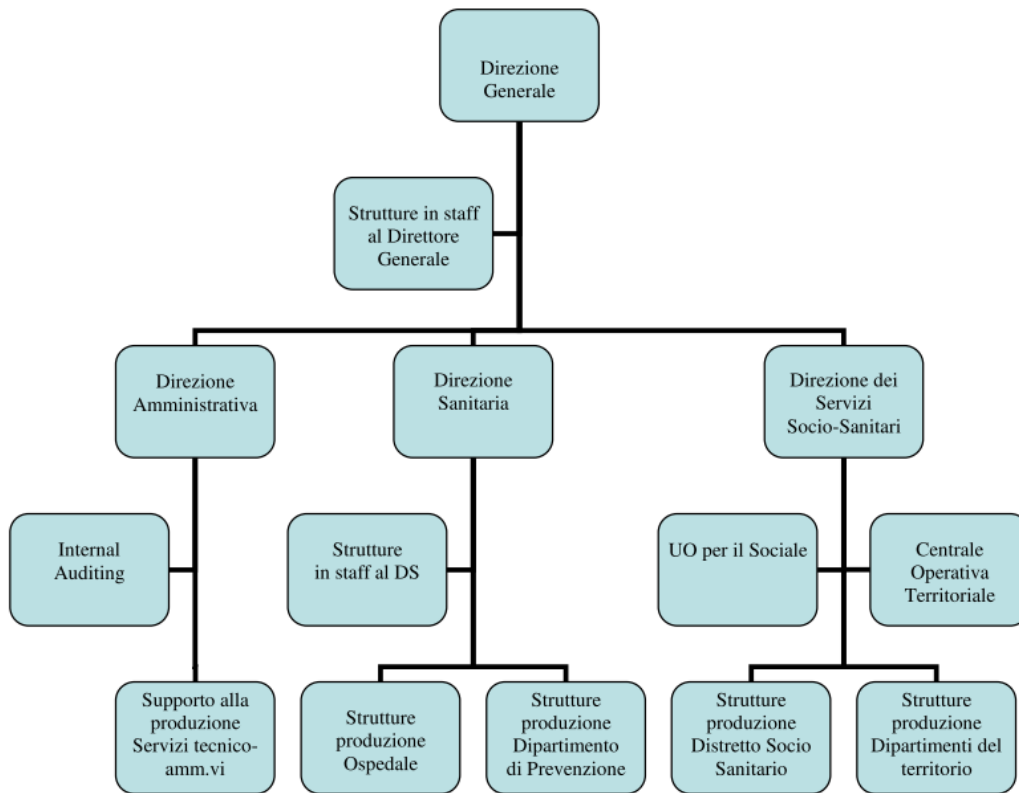 Direzione
Generale
Strutture in staff
al Direttore
Generale
Direzione
Amministrativa
Direzione
Sanitaria
Direzione dei
Servizi
Socio-Sanitari
Internal
Auditing
Strutture
in staff al DS
UO per il Sociale
Centrale
Operativa
Territoriale
Supporto alla
produzione
Servizi tecnico-
amm.vi
Strutture
produzione
Ospedale
Strutture
produzione
Dipartimento
di Prevenzione
Strutture
produzione
Distretto Socio
Sanitario
Strutture
produzione
Dipartimenti del
territorio